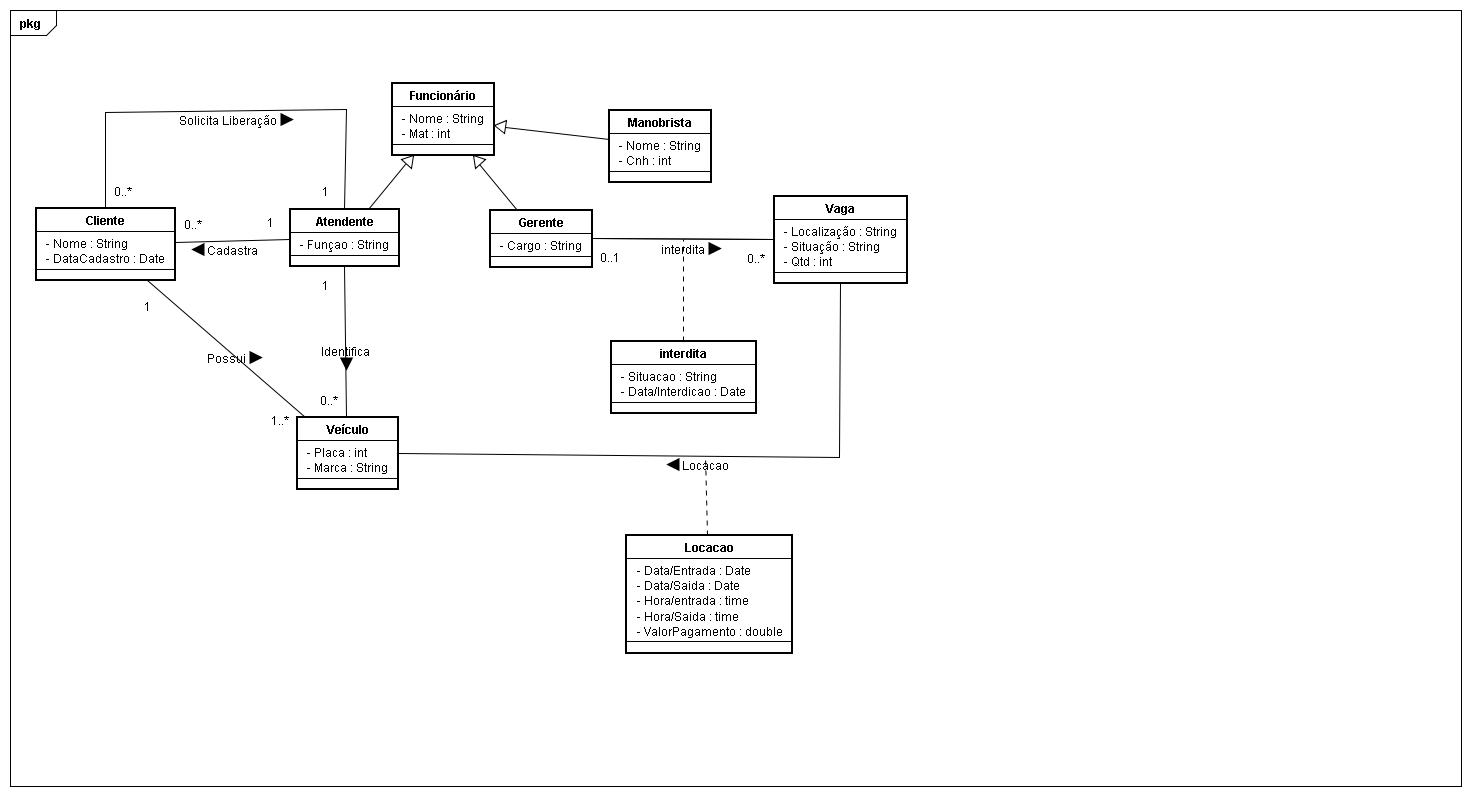 pkg
Funcionário
- Nome : String
- Mat : int
Manobrista
- Nome : String
- Cnh : int
Solicita Liberação
0..*
1
Cliente
- Nome : String
- DataCadastro : Date
0..*
1
Cadastra
Atendente
- Funçao : String
Gerente
- Cargo : String
0..1
interdita
0..*
Vaga
- Localização : String
- Situação : String
- Qtd : int
1
1
Possui
Identifica
interdita
- Situacao : String
- Data/Interdicao : Date
0..*
1..*
Veículo
- Placa : int
- Marca : String
Locacao
Locacao
- Data/Entrada : Date
- Data/Saida : Date
- Hora/entrada : time
- Hora/Saida : time
- ValorPagamento : double